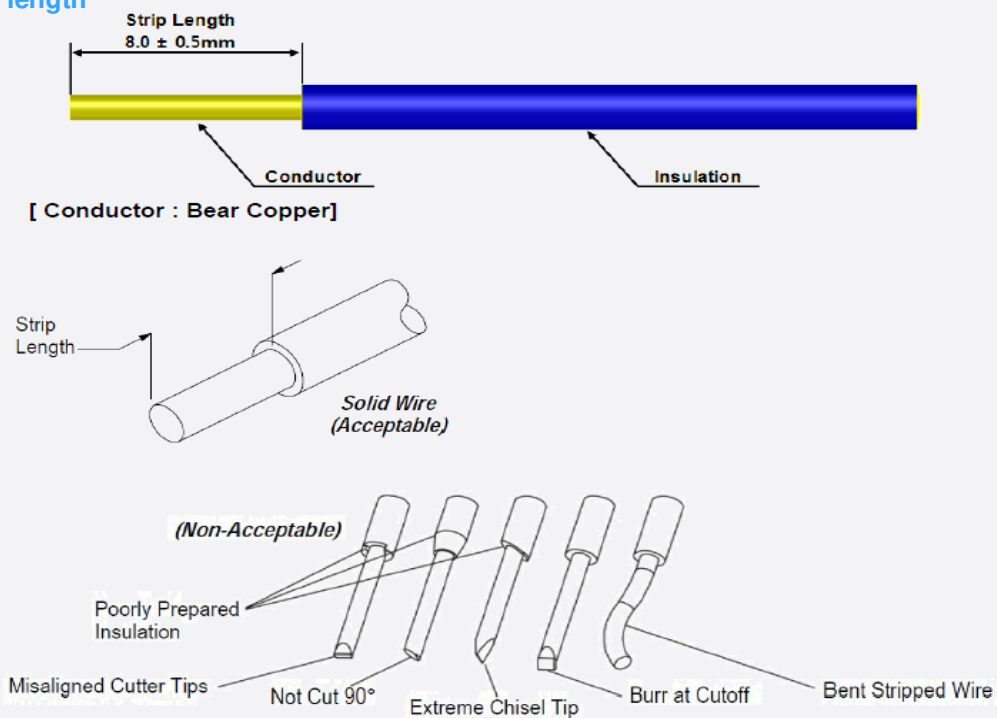 length
Strip Length
8.0 ± 0.5mm
Conductor
Insulation
[ Conductor : Bear Copper]
Strip
Length
Solid Wire
(Acceptable)
(Non-Acceptable)
Poorly Prepared
Insulation
Misaligned Cutter Tips
Not Cut 90°
Extreme Chisel Tip
Burr at Cutoff
Bent Stripped Wire